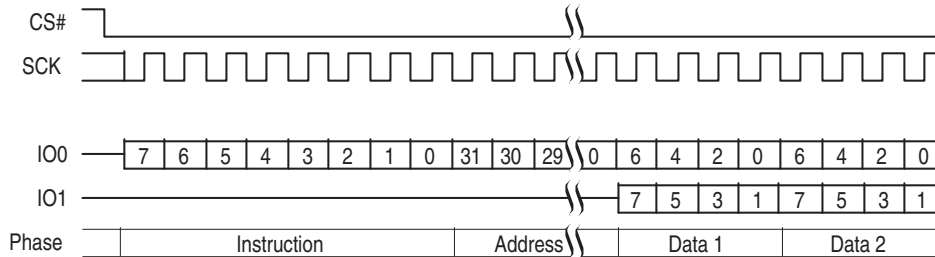 CS#
SCK
IO0 7 6 5 4 3 2 1 0 31 30 29 0 6 4 2 0 6 4 2 0
IO1 7 5 3 1 7 5 3 1
Phase Instruction Address Data 1 Data 2